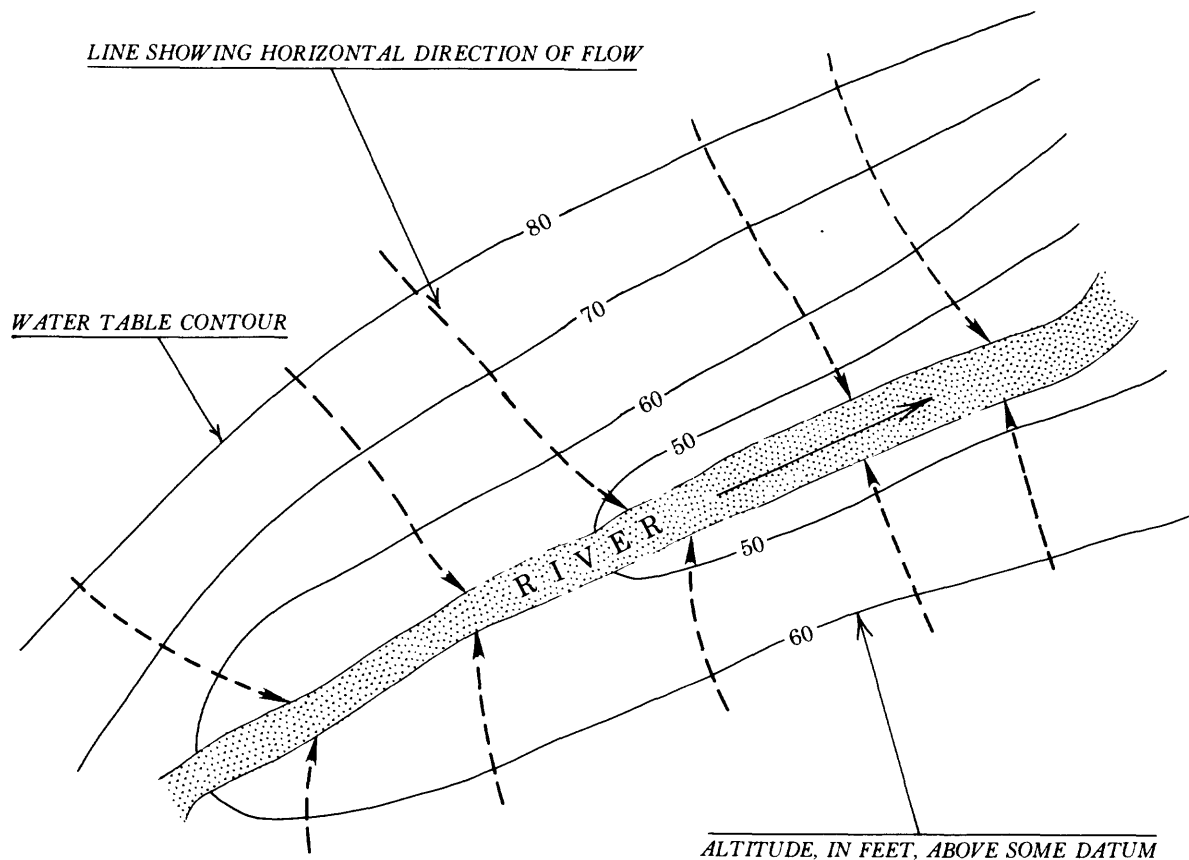 LINE SHOWING HORIZONTAL DIRECTION OF FLOW
80
WATER TABLE CONTOUR
70
60
50
RIVER
50
60
ALTITUDE, IN FEET, ABOVE SOME DATUM